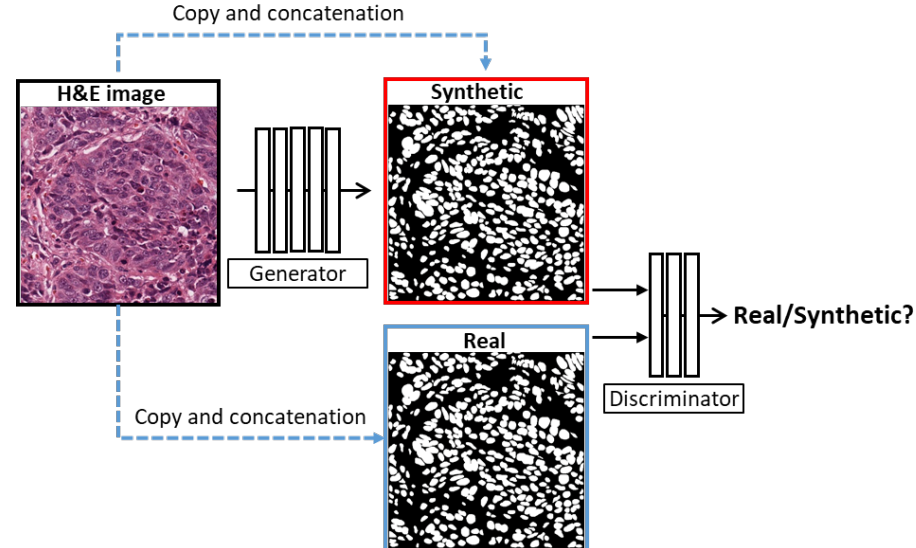 Copy and concatenation
H&E image
Synthetic
Generator
Real
Real/Synthetic?
Discriminator
Copy and concatenation